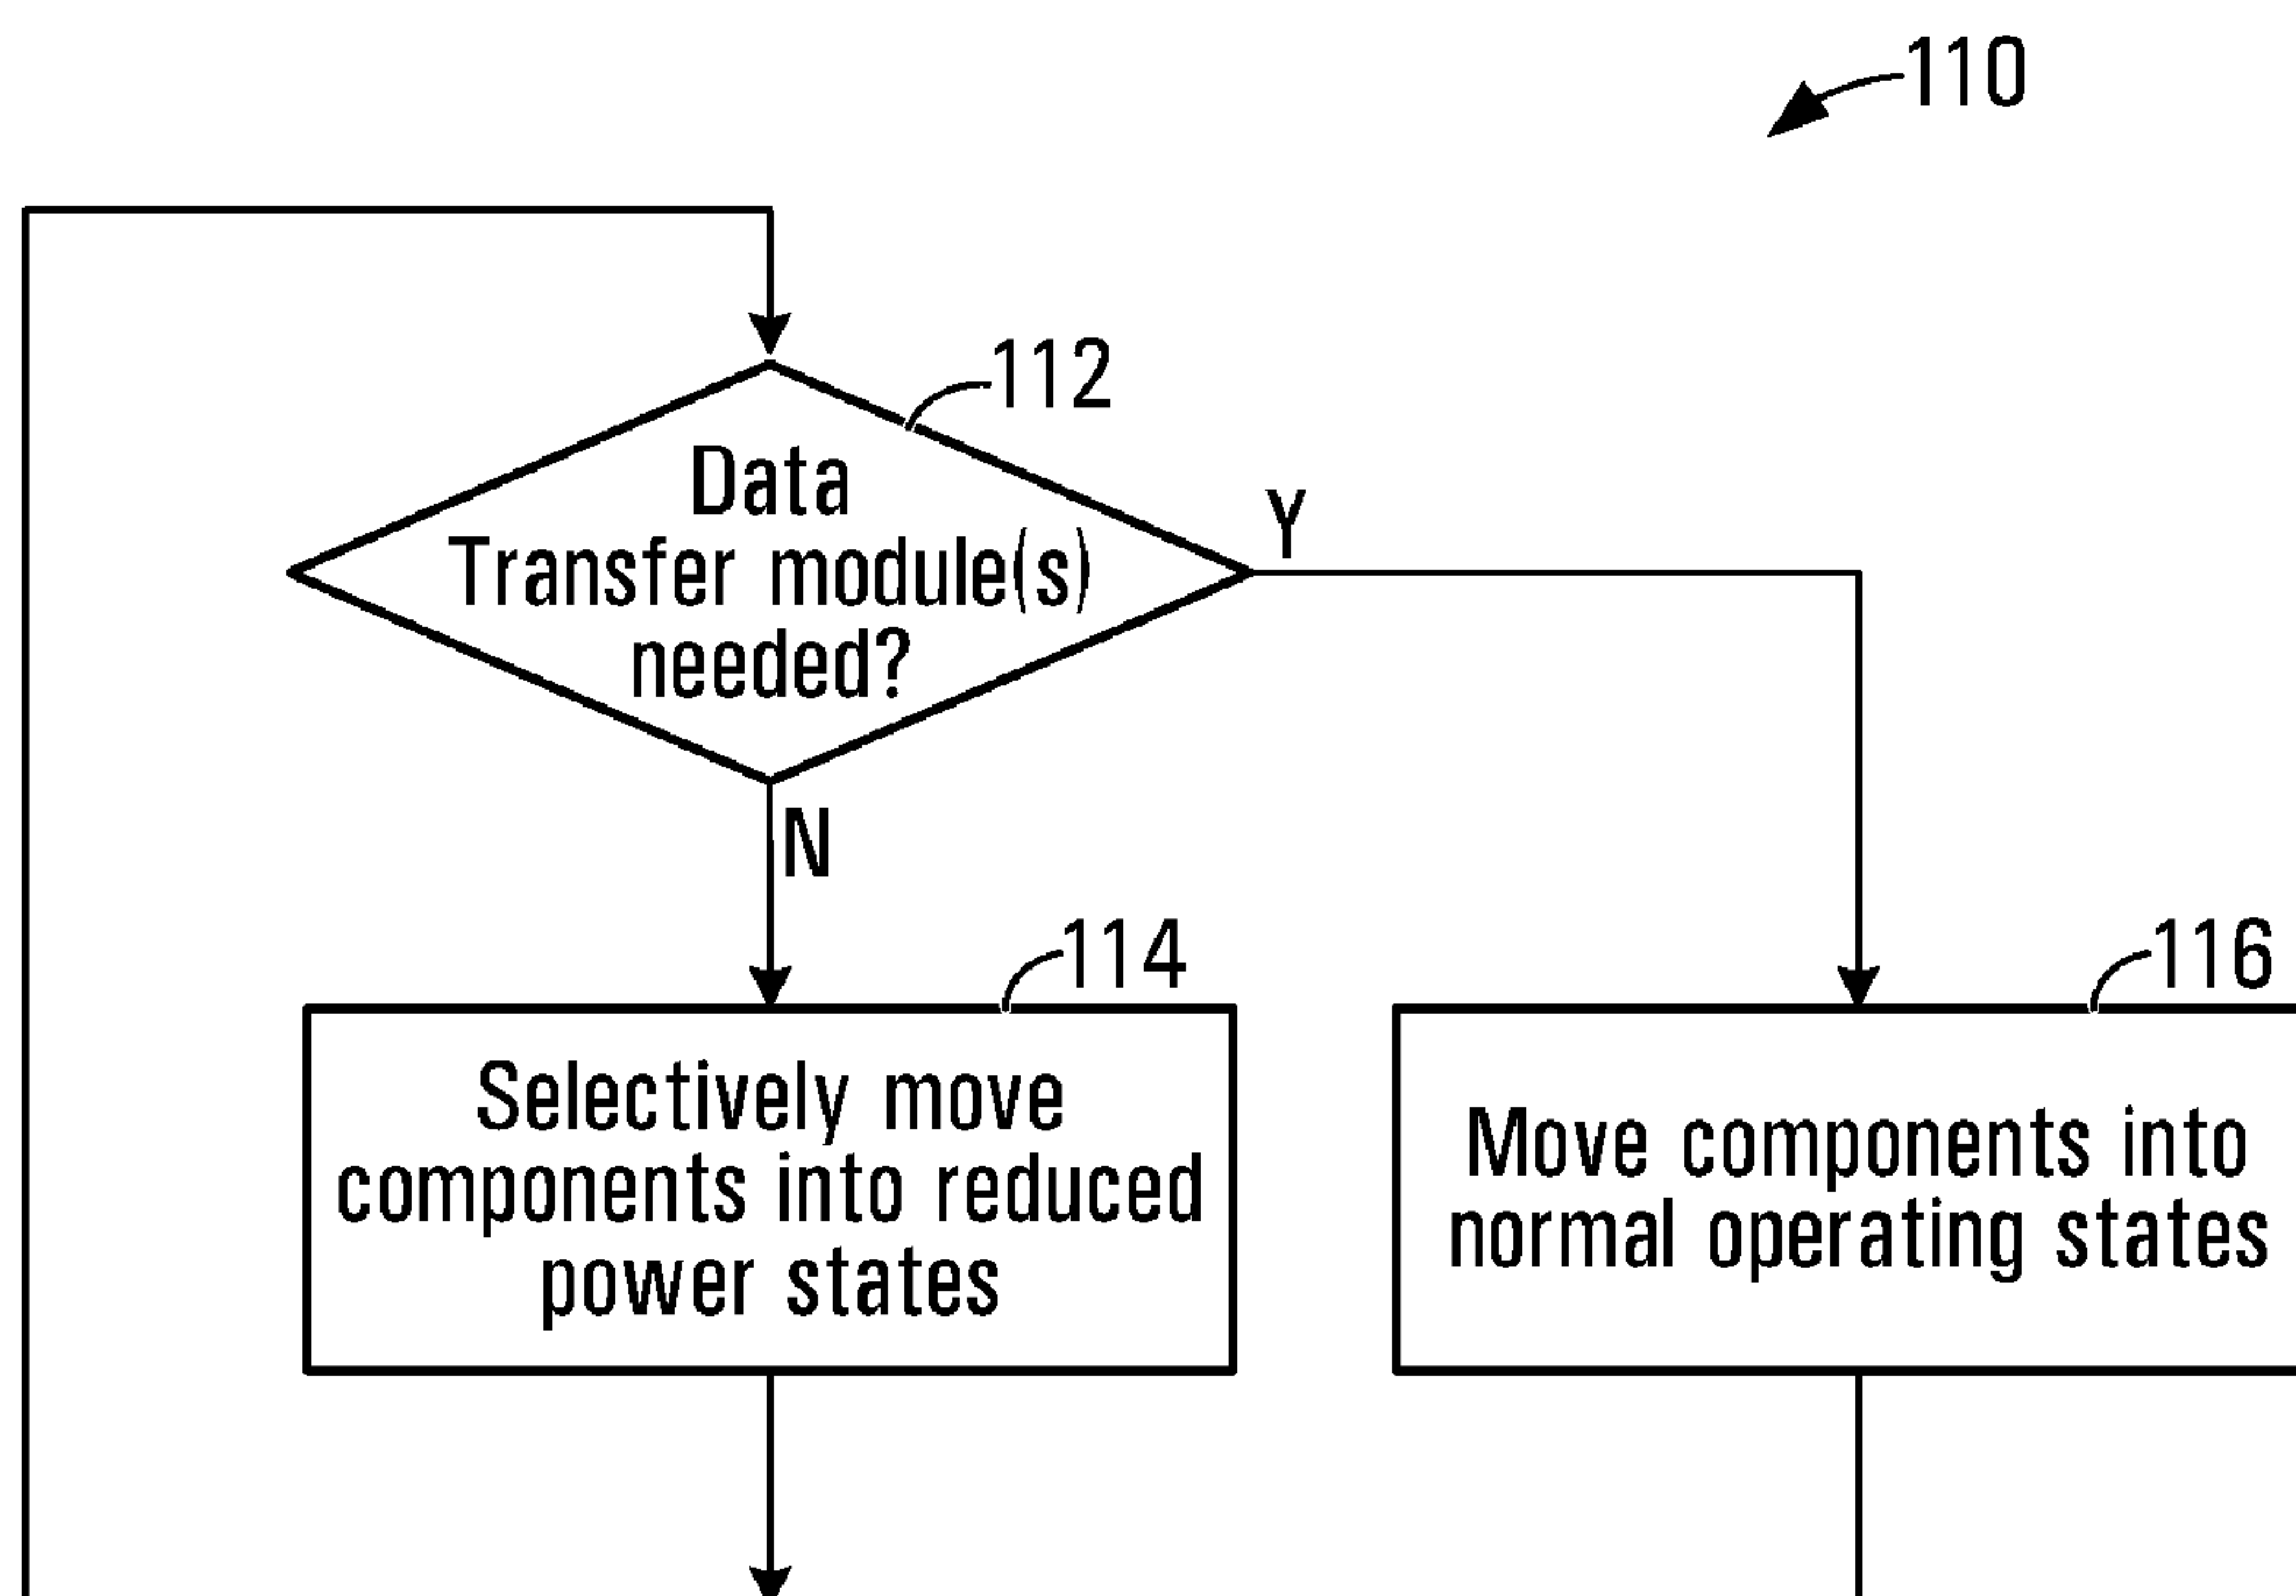 110
112
Data
Transfer module(s)
needed?
Y
N
114
Selectively move
components into reduced
power states
116
Move components into
normal operating states